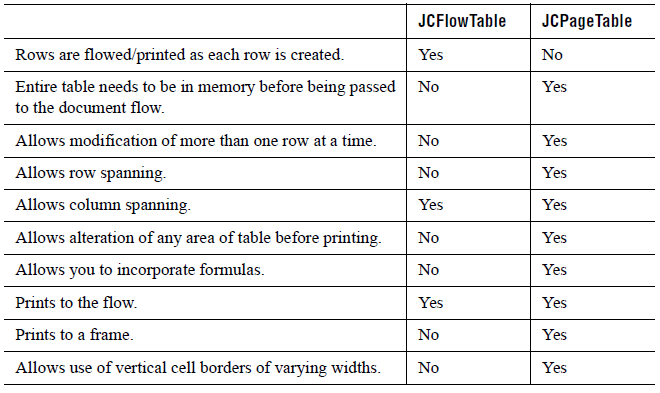 JCFlowTable JCPageTable
Rows are flowed/printed as each row is created. Yes No
Entire table needs to be in memory before being passed No Yes
to the document flow.
Allows modification of more than one row at a time. No Yes
Allows row spanning. No Yes
Allows column spanning. Yes Yes
Allows alteration of any area of table before printing. No Yes
Allows you to incorporate formulas. No Yes
Prints to the flow. Yes Yes
Prints to a frame. No Yes
Allows use of vertical cell borders of varying widths. No Yes